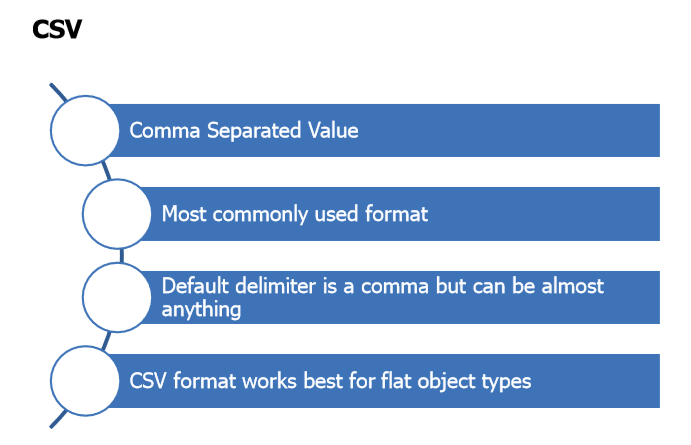 CSV
Comma Separated Value
Most commonly used format
Default delimiter is a comma but can be almost
anything
CSV format works best for flat object types